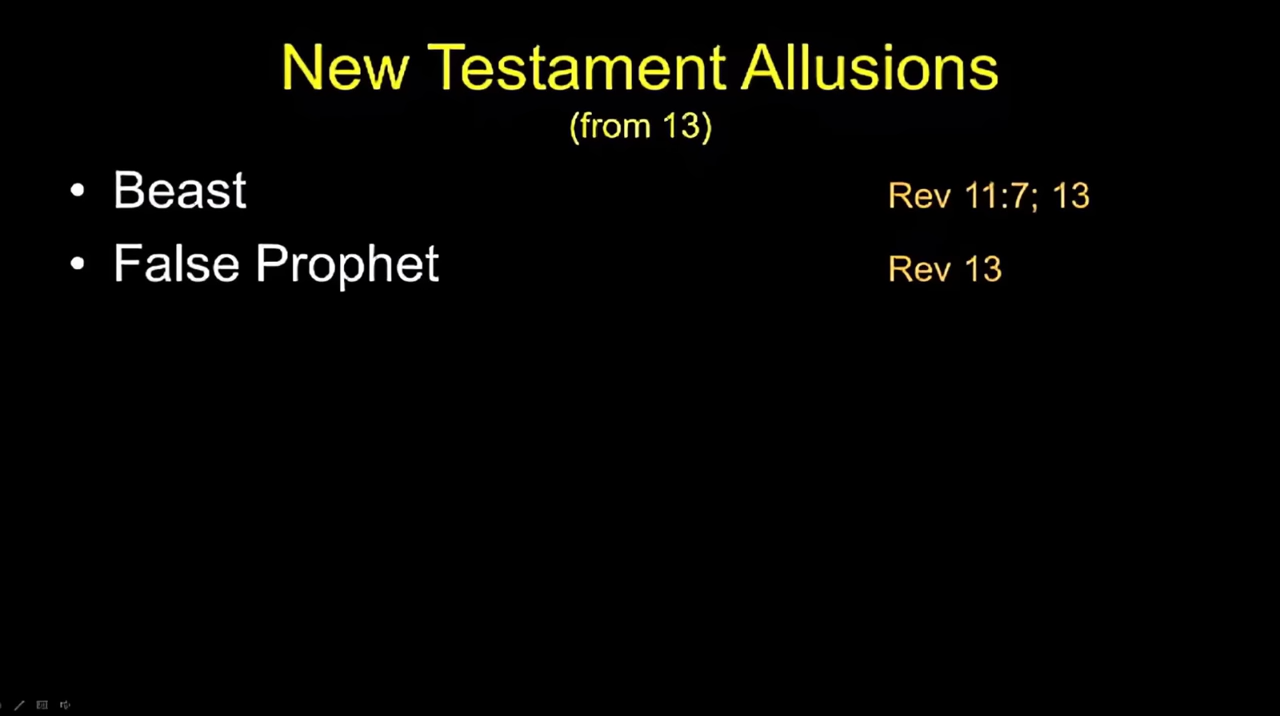 New Testament Allusions
(from 13)
• Beast Rev 11:7; 13
• False Prophet Rev 13